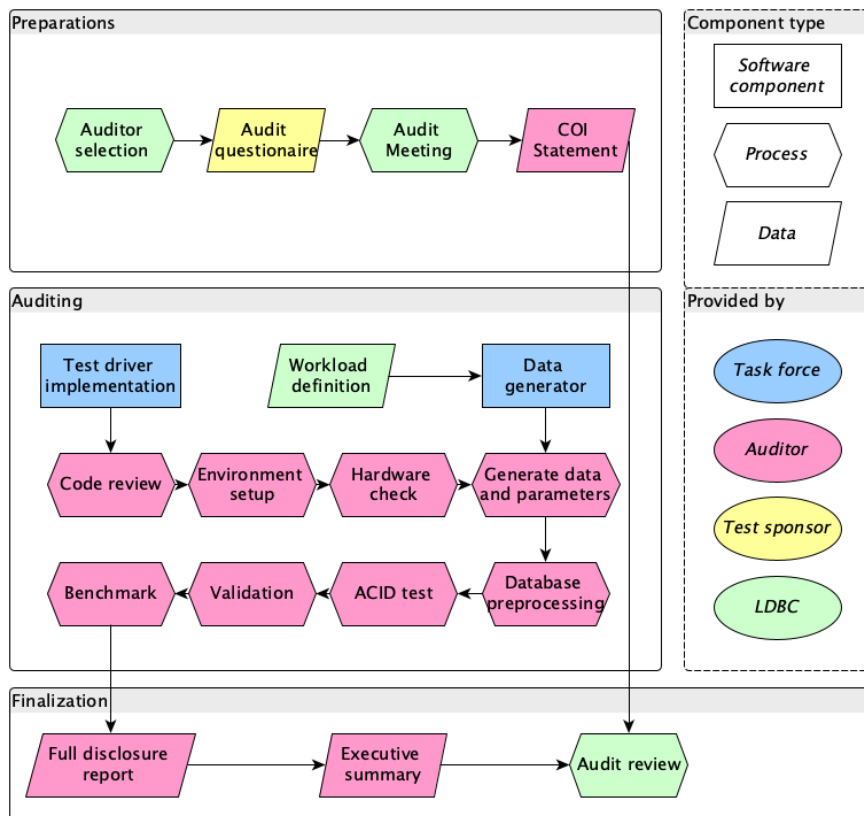 Preparations
Auditor
selection
Audit
questionaire
Audit
Meeting
COI
Statement
Component type
Software
component
Process
Data
Auditing
Test driver
implementation
Workload
definition
Data
generator
Code review
Environment
setup
Hardware
check
Generate data
and parameters
Benchmark
Validation
ACID test
Database
preprocessing
Provided by
Task force
Auditor
Test sponsor
LDBC
Finalization
Full disclosure
report
Executive
summary
Audit review